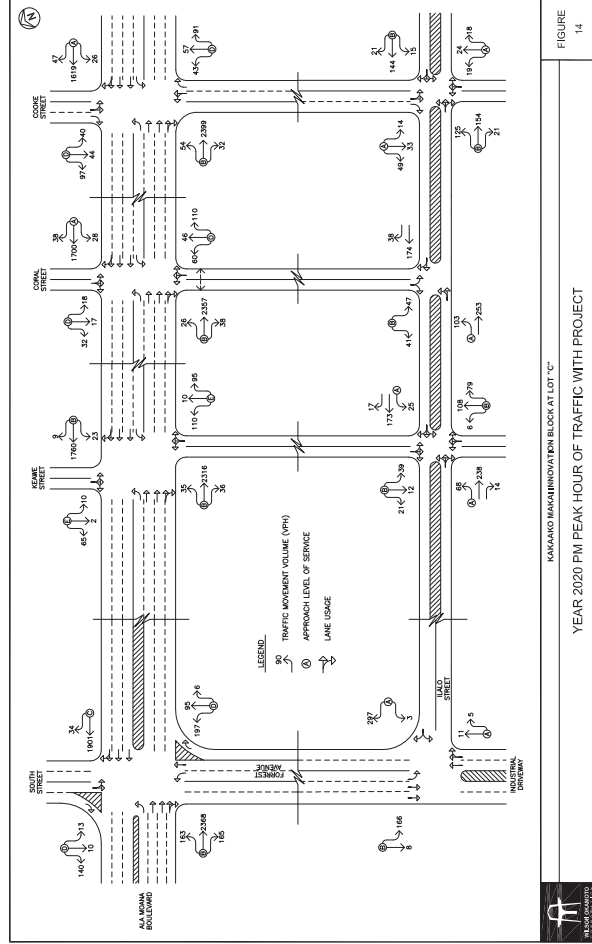 N
SOUTH
STREET
KEAWE
STREET
CORAL
STREET
COOKE
STREET
ALA MOANA
BOULEVARD
140
10
13
D
34
1901
C
65
2
10
E
9
1760
23
B
32
17
18
D
38
1700
28
A
97
44
40
D
47
1619
26
A
163
2368
165
B
197
95
6
D
35
2316
36
B
110
10
95
C
26
2357
38
B
60
46
110
D
54
2399
32
B
43
57
91
D
FORREST
AVENUE
LEGEND
90 TRAFFIC MOVEMENT VOLUME (VPH)
A APPROACH LEVEL OF SERVICE
LANE USAGE
B
166
8
297
3
A
21
12
39
B
17
173
25
A
41
47
B
38
174
49
33
14
A
21
144
15
B
ILALO
STREET
11
5
A
68
238
14
A
6
108
79
B
103
253
A
125
154
21
B
19
24
18
A
INDUSTRIAL
DRIVEWAY
WILSON OKAMOTO
KAKAAKO MAKAI INNOVATION BLOCK AT LOT "C"
YEAR 2020 PM PEAK HOUR OF TRAFFIC WITH PROJECT
FIGURE
14